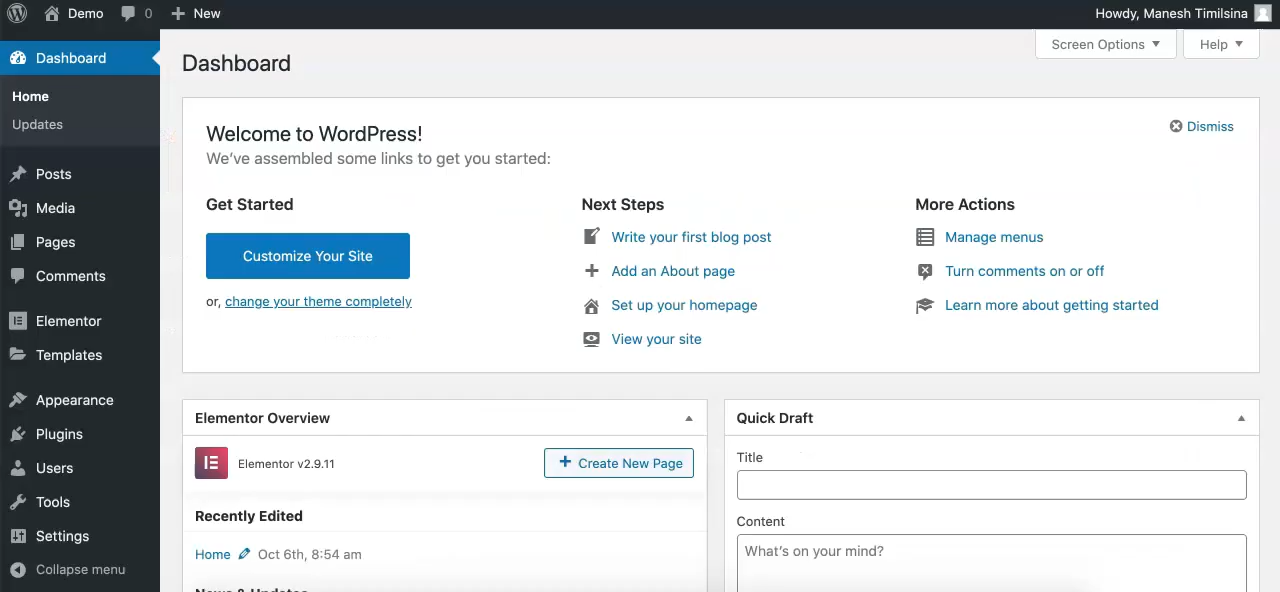 Demo 0 New
Howdy, Manesh Timilsina
Dashboard
Home
Updates
Posts
Media
Pages
Comments
Elementor
Templates
Appearance
Plugins
Users
Tools
Settings
Collapse menu
Screen Options
Help
Dashboard
Welcome to WordPress!
We've assembled some links to get you started:
Dismiss
Get Started
Customize Your Site
or, change your theme completely
Next Steps
Write your first blog post
Add an About page
Set up your homepage
View your site
More Actions
Manage menus
Turn comments on or off
Learn more about getting started
Elementor Overview
Elementor v2.9.11
Create New Page
Recently Edited
Home Oct 6th, 8:54 am
News & Updates
Quick Draft
Title
Content
What's on your mind?